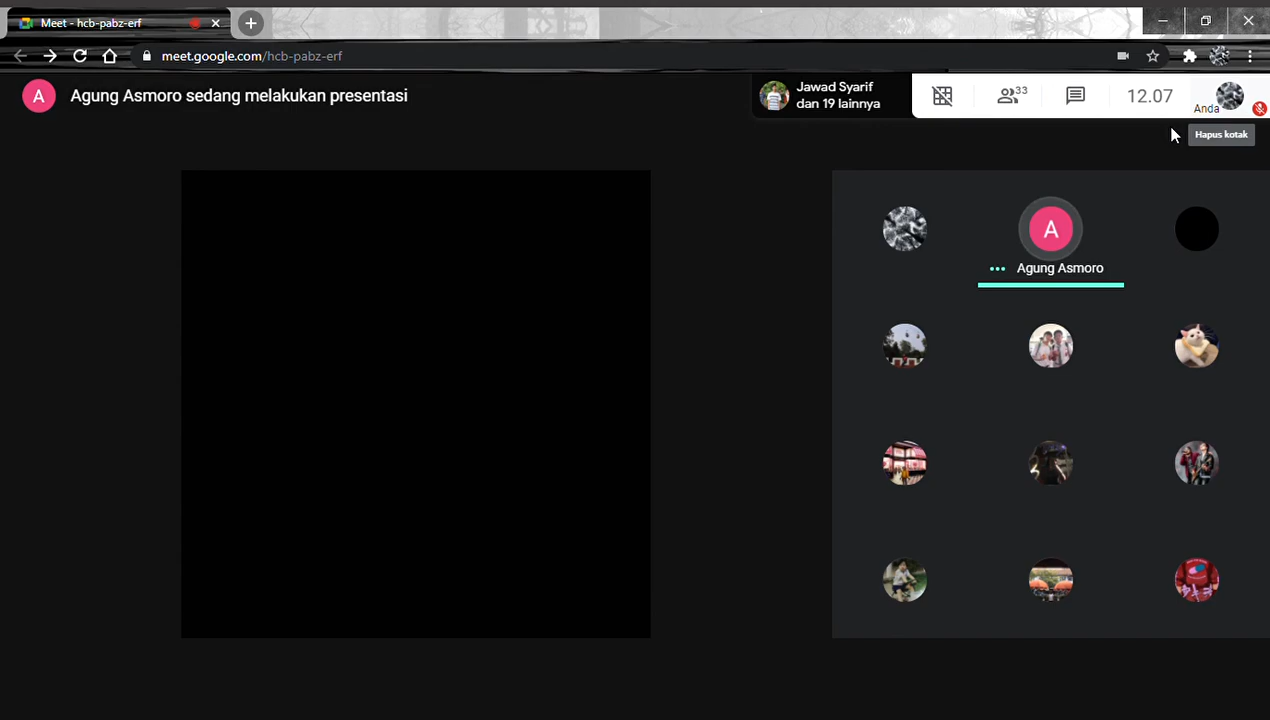 Meet - hcb-pabz-erf
meet.google.com/hcb-pabz-erf
A
Agung Asmoro sedang melakukan presentasi
Jawad Syarif
dan 19 lainnya
33
12.07
Anda
Hapus kotak
A
Agung Asmoro